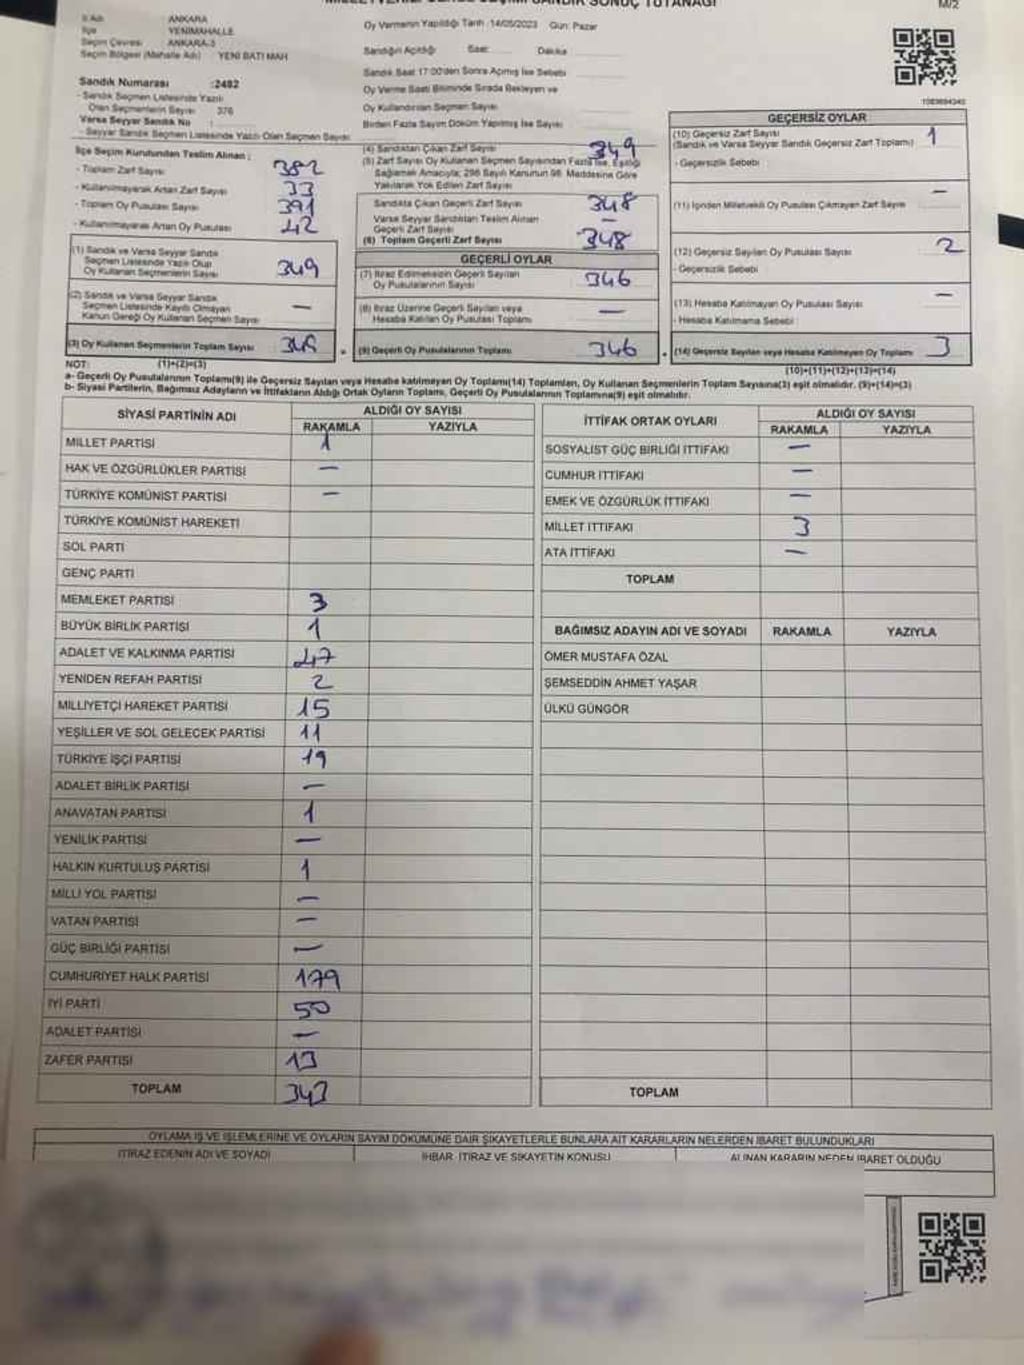 MİLLETVEKİLİ SEÇİMİ SANDIK SONUÇ TUTANAĞI
M/2
İl Adı ANKARA
İlçe YENİMAHALLE
Seçim Çevresi ANKARA-3
Seçim Bölgesi (Mahalle Adı) YENİ BATI MAH
Sandık Numarası :2482
- Sandık Seçmen Listesinde Yazılı
Olan Seçmenlerin Sayısı 376
Varsa Seyyar Sandık No
- Seyyar Sandık Seçmen Listesinde Yazılı Olan Seçmen Sayısı
Oy Vermenin Yapıldığı Tarih :14/05/2023 Gün: Pazar
Sandığın Açıldığı Saat: Dakika
Sandık Saat 17:00'den Sonra Açılmış İse Sebebi
Oy Verme Saati Bitiminde Sırada Bekleyen ve
Oy Kullandırılan Seçmen Sayısı
Birden Fazla Sayım Döküm Yapılmış İse Sayısı
İlçe Seçim Kurulundan Teslim Alınan :
- Toplam Zarf Sayısı 382
- Kullanılmayarak Artan Zarf Sayısı 33
- Toplam Oy Pusulası Sayısı 391
- Kullanılmayarak Artan Oy Pusulası 42
(1) Sandık ve Varsa Seyyar Sandık
Seçmen Listesinde Yazılı Olup
Oy Kullanan Seçmenlerin Sayısı 349
(2) Sandık ve Varsa Seyyar Sandık
Seçmen Listesinde Kayıtlı Olmayan
Kanun Gereği Oy Kullanan Seçmen Sayısı —
(3) Oy Kullanan Seçmenlerin Toplam Sayısı 349
(1)+(2)=(3)
(4) Sandıktan Çıkan Zarf Sayısı 349
(5) Zarf Sayısı Oy Kullanan Seçmen Sayısından Fazla İse, Eşitliği
Sağlamak Amacıyla; 298 Sayılı Kanunun 98. Maddesine Göre
Yakılarak Yok Edilen Zarf Sayısı
Sandıkta Çıkan Geçerli Zarf Sayısı 348
Varsa Seyyar Sandıktan Teslim Alınan
Geçerli Zarf Sayısı —
(6) Toplam Geçerli Zarf Sayısı 348
GEÇERLİ OYLAR
(7) İtiraz Edilmeksizin Geçerli Sayılan
Oy Pusulalarının Sayısı 346
(8) İtiraz Üzerine Geçerli Sayılan veya
Hesaba Katılan Oy Pusulası Toplamı —
(9) Geçerli Oy Pusulalarının Toplamı 346
GEÇERSİZ OYLAR
(10) Geçersiz Zarf Sayısı
(Sandık ve Varsa Seyyar Sandık Geçersiz Zarf Toplamı) 1
- Geçersizlik Sebebi :
(11) İçinden Milletvekili Oy Pusulası Çıkmayan Zarf Sayısı —
(12) Geçersiz Sayılan Oy Pusulası Sayısı 2
- Geçersizlik Sebebi :
(13) Hesaba Katılmayan Oy Pusulası Sayısı —
- Hesaba Katılmama Sebebi :
(14) Geçersiz Sayılan veya Hesaba Katılmayan Oy Toplamı 3
(10)+(11)+(12)+(13)=(14)
NOT:
a- Geçerli Oy Pusulalarının Toplamı(9) ile Geçersiz Sayılan veya Hesaba katılmayan Oy Toplamı(14) Toplamları, Oy Kullanan Seçmenlerin Toplam Sayısına(3) eşit olmalıdır. (9)+(14)=(3)
b- Siyasi Partilerin, Bağımsız Adayların ve İttifakların Aldığı Ortak Oyların Toplamı, Geçerli Oy Pusulalarının Toplamına(9) eşit olmalıdır.
SİYASİ PARTİNİN ADI ALDIĞI OY SAYISI
RAKAMLA YAZIYLA
MİLLET PARTİSİ 1
HAK VE ÖZGÜRLÜKLER PARTİSİ —
TÜRKİYE KOMÜNİST PARTİSİ —
TÜRKİYE KOMÜNİST HAREKETİ
SOL PARTİ
GENÇ PARTİ
MEMLEKET PARTİSİ 3
BÜYÜK BİRLİK PARTİSİ 1
ADALET VE KALKINMA PARTİSİ 47
YENİDEN REFAH PARTİSİ 2
MİLLİYETÇİ HAREKET PARTİSİ 15
YEŞİLLER VE SOL GELECEK PARTİSİ 11
TÜRKİYE İŞÇİ PARTİSİ 19
ADALET BİRLİK PARTİSİ —
ANAVATAN PARTİSİ 1
YENİLİK PARTİSİ —
HALKIN KURTULUŞ PARTİSİ 1
MİLLİ YOL PARTİSİ —
VATAN PARTİSİ —
GÜÇ BİRLİĞİ PARTİSİ —
CUMHURİYET HALK PARTİSİ 179
İYİ PARTİ 50
ADALET PARTİSİ —
ZAFER PARTİSİ 13
TOPLAM 343
İTTİFAK ORTAK OYLARI ALDIĞI OY SAYISI
RAKAMLA YAZIYLA
SOSYALİST GÜÇ BİRLİĞİ İTTİFAKI —
CUMHUR İTTİFAKI —
EMEK VE ÖZGÜRLÜK İTTİFAKI —
MİLLET İTTİFAKI 3
ATA İTTİFAKI —
TOPLAM
BAĞIMSIZ ADAYIN ADI VE SOYADI RAKAMLA YAZIYLA
ÖMER MUSTAFA ÖZAL
ŞEMSEDDİN AHMET YAŞAR
ÜLKÜ GÜNGÖR
TOPLAM
OYLAMA İŞ VE İŞLEMLERİNE VE OYLARIN SAYIM DÖKÜMÜNE DAİR ŞİKAYETLERLE BUNLARA AİT KARARLARIN NELERDEN İBARET BULUNDUKLARI
İTİRAZ EDENİN ADI VE SOYADI İHBAR, İTİRAZ VE ŞİKAYETİN KONUSU ALINAN KARARIN NEDEN İBARET OLDUĞU